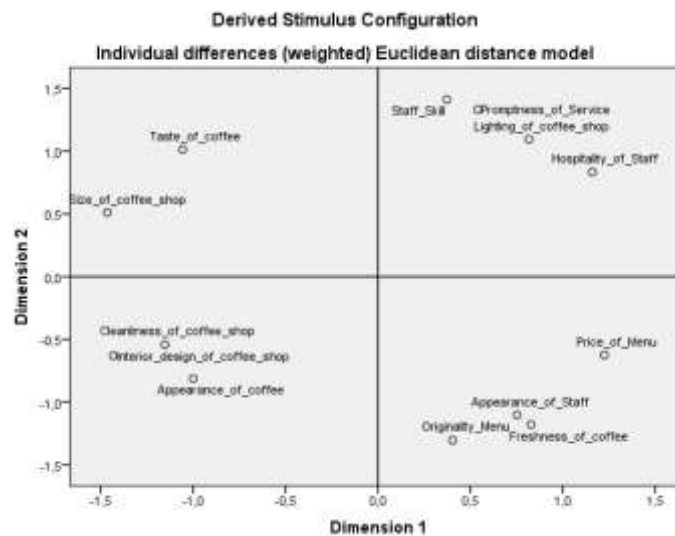 Derived Stimulus Configuration
Individual differences (weighted) Euclidean distance model
1.5
Staff_Skill
OPromptness_of_Service
Lighting_of_coffee_shop
Taste_of_coffee
1.0
Hospitality_of_Staff
Size_of_coffee_shop
0.5
Dimension 2
0.0
Cleanlness_of_coffee_shop
-0.5
Price_of_Menu
OInterior_design_of_coffee_shop
Appearance_of_coffee
-1.0
Appearance_of_Staff
Originality_Menu
Freshness_of_coffee
-1.5
-1.5 -1.0 -0.5 0.0 0.5 1.0 1.5
Dimension 1